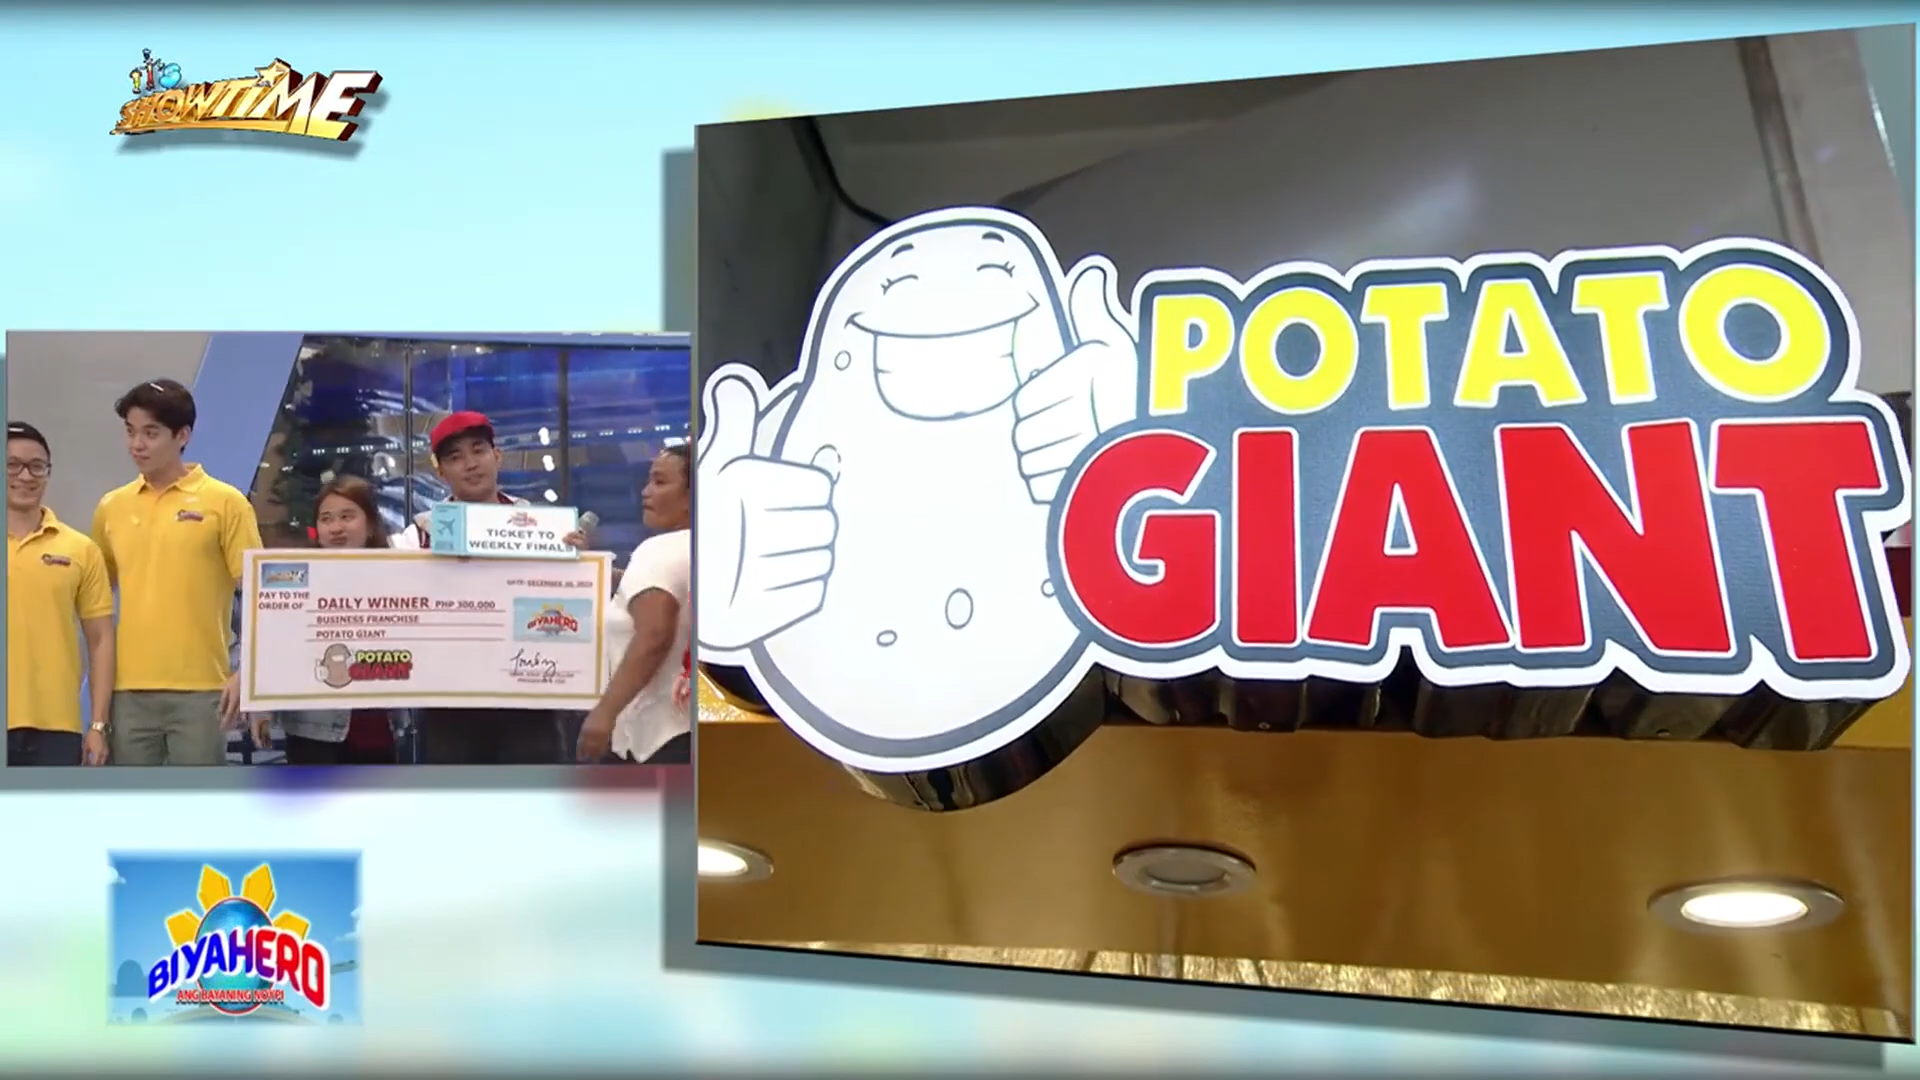 it's
SHOWTIME
POTATO
GIANT
TICKET TO
WEEKLY FINALS
PAY TO THE
ORDER OF
DAILY WINNER PHP 300,000
BUSINESS FRANCHISE
POTATO GIANT
POTATO
GIANT
BIYAHERO
BIYAHERO
ANG BAYANING NOYPI